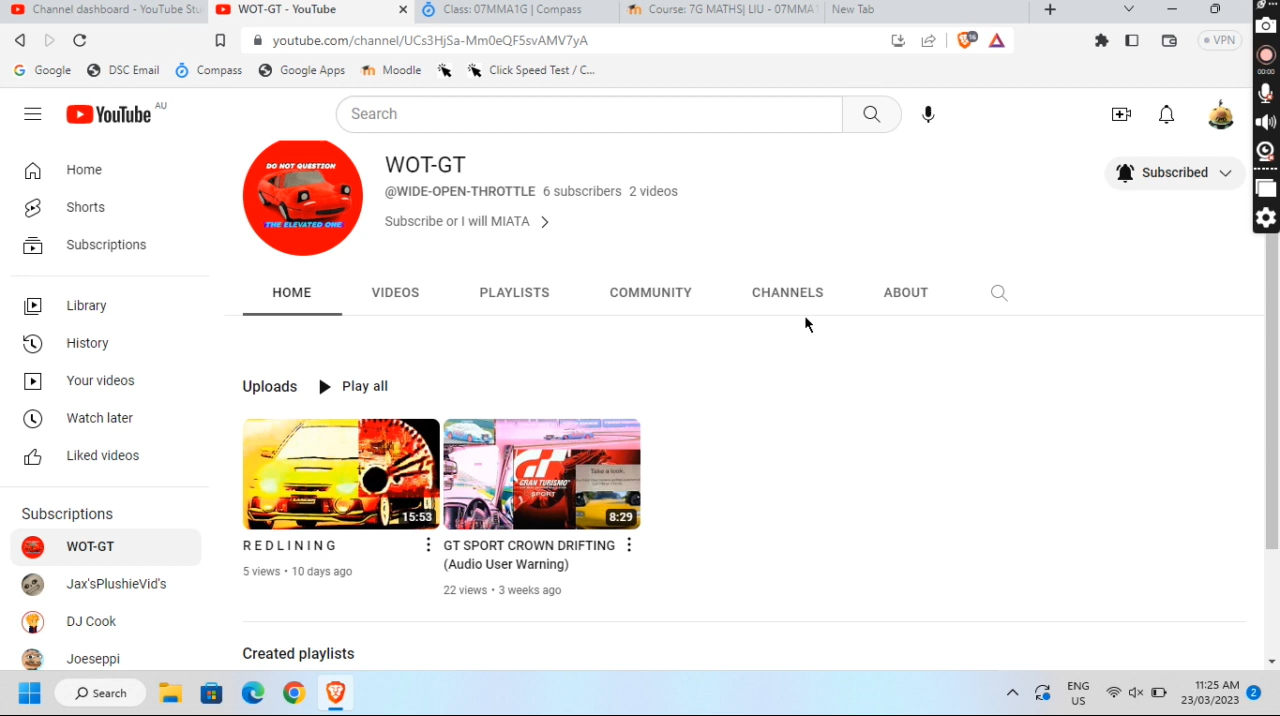 Channel dashboard - YouTube Stu
WOT-GT - YouTube
Class: 07MMA1G | Compass
Course: 7G MATHS| LIU - 07MMA1
New Tab
youtube.com/channel/UCs3HjSa-Mm0eQF5svAMV7yA
VPN
Google
DSC Email
Compass
Google Apps
Moodle
Click Speed Test / C...
00:00
YouTube AU
Search
Home
Shorts
Subscriptions
Library
History
Your videos
Watch later
Liked videos
Subscriptions
WOT-GT
Jax'sPlushieVid's
DJ Cook
Joeseppi
DO NOT QUESTION
THE ELEVATED ONE
WOT-GT
@WIDE-OPEN-THROTTLE 6 subscribers 2 videos
Subscribe or I will MIATA
Subscribed
HOME
VIDEOS
PLAYLISTS
COMMUNITY
CHANNELS
ABOUT
Uploads
Play all
15:53
GRAN TURISMO
SPORT
Take a look.
8:29
R E D L I N I N G
5 views • 10 days ago
GT SPORT CROWN DRIFTING
(Audio User Warning)
22 views • 3 weeks ago
Created playlists
Search
ENG
US
11:25 AM
23/03/2023
2